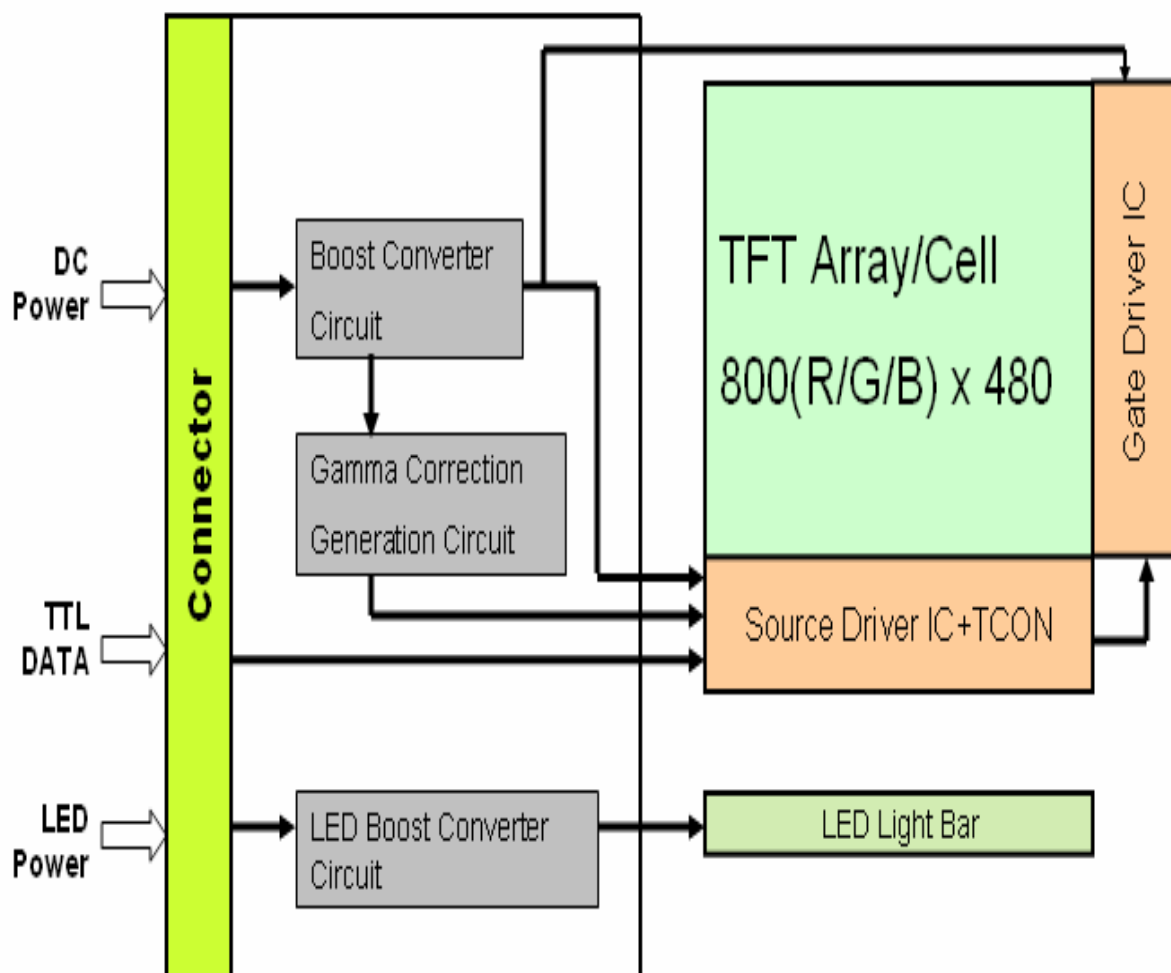 DC
Power
TTL
DATA
LED
Power
Connector
Boost Converter
Circuit
Gamma Correction
Generation Circuit
LED Boost Converter
Circuit
TFT Array/Cell
800(R/G/B) x 480
Gate Driver IC
Source Driver IC+TCON
LED Light Bar